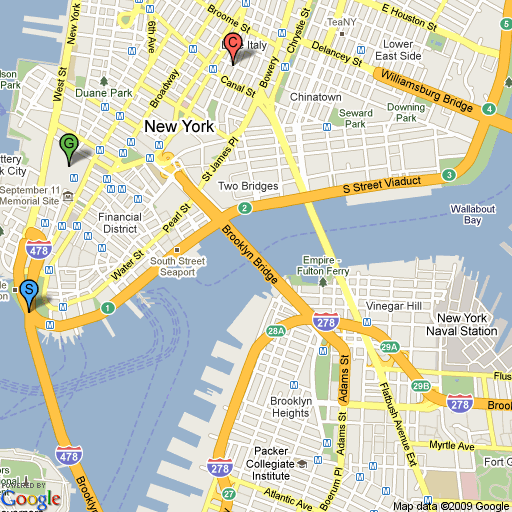 E Houston St
TeaNY
Broome St
Chrystie St
New York
6th Ave
Little Italy
Delancey St
Lower
East Side
Bowery
West St
Broadway
Canal St
Williamsburg Bridge
Park
Duane Park
Chinatown
Downing
Park
Seward
Park
4
C
New York
St James Pl
G
City
3
September 11
Memorial Site
Two Bridges
S Street Viaduct
Pearl St
2
Wallabout
Bay
Financial
District
478
Brooklyn Bridge
Water St
South Street
Seaport
Empire -
Fulton Ferry
S
1
Vinegar Hill
New York
Naval Station
28A
278
29A
Adams St
29B
278
Flus
Brook
Brooklyn
Heights
Flatbush Avenue Ext
Adams St
Myrtle Ave
478
Packer
Collegiate
Institute
278
Fort G
27
Atlantic Ave
Boerum Pl
Brooklyn
POWERED BY
Google
Map data ©2009 Google